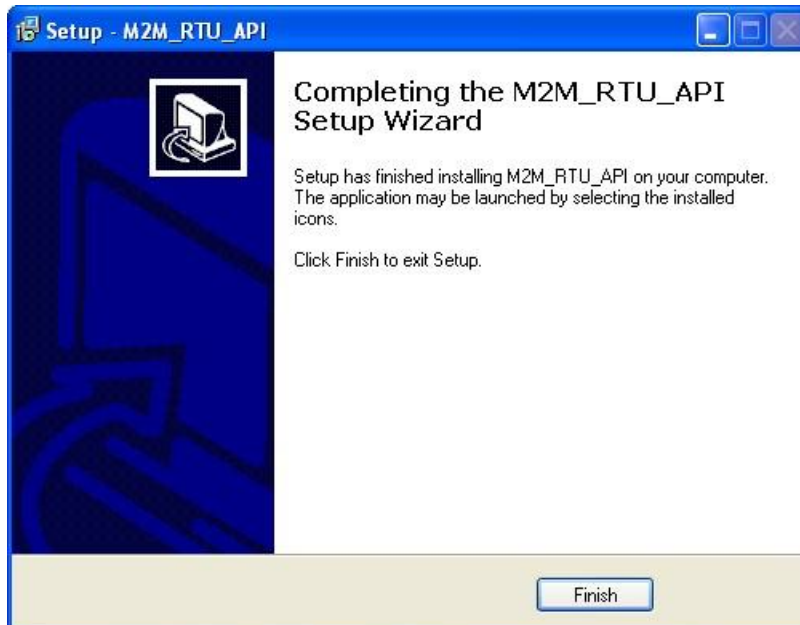 Setup - M2M_RTU_API
Completing the M2M_RTU_API
Setup Wizard
Setup has finished installing M2M_RTU_API on your computer.
The application may be launched by selecting the installed
icons.
Click Finish to exit Setup.
Finish